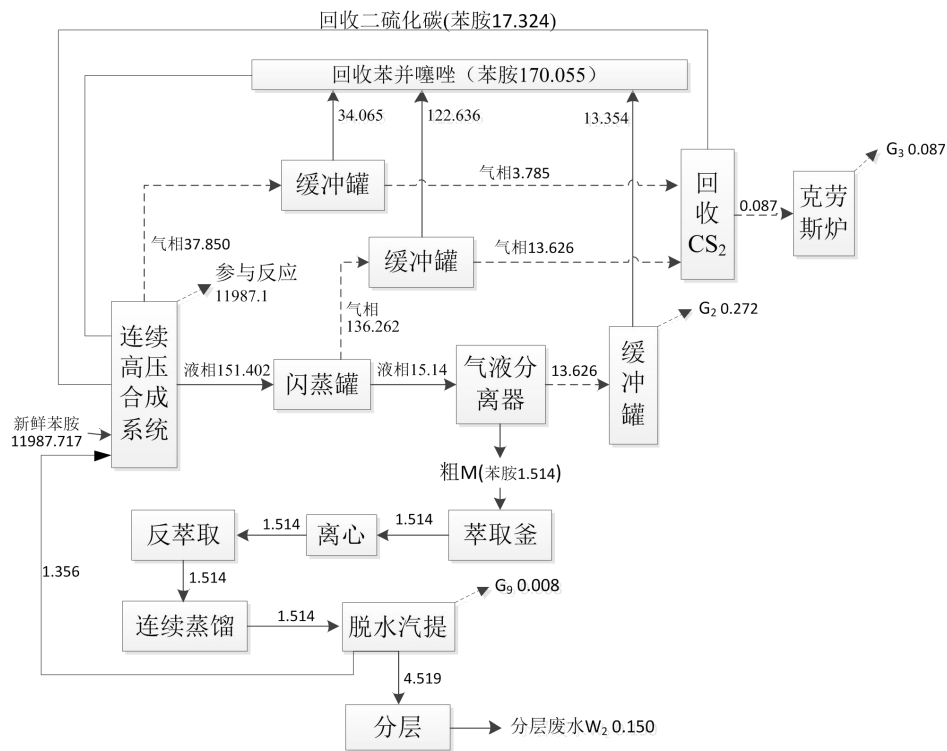 回收二硫化碳(苯胺17.324)
回收苯并噻唑（苯胺170.055）
34.065
122.636
13.354
缓冲罐
气相3.785
回
收
CS₂
0.087
克劳
斯炉
G₃ 0.087
气相37.850
缓冲罐
气相13.626
参与反应
11987.1
气相
136.262
G₂ 0.272
连续
高压
合成
系统
液相151.402
闪蒸罐
液相15.14
气液分
离器
13.626
缓
冲
罐
新鲜苯胺
11987.717
粗M(苯胺1.514)
反萃取
1.514
离心
1.514
萃取釜
1.356
1.514
G₉ 0.008
连续蒸馏
1.514
脱水汽提
4.519
分层
分层废水W₂ 0.150